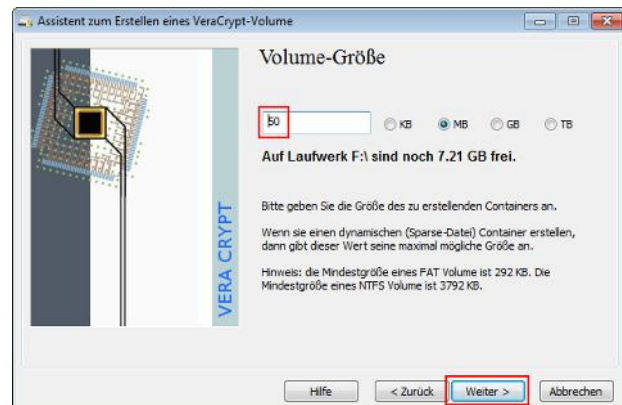 Assistent zum Erstellen eines VeraCrypt-Volume
Volume-Größe
50
KB MB GB TB
Auf Laufwerk F:\ sind noch 7.21 GB frei.
Bitte geben Sie die Größe des zu erstellenden Containers an.
Wenn sie einen dynamischen (Sparse-Datei) Container erstellen,
dann gibt dieser Wert seine maximal mögliche Größe an.
Hinweis: die Mindestgröße eines FAT Volume ist 292 KB. Die
Mindestgröße eines NTFS Volume ist 3792 KB.
VERA CRYPT
Hilfe < Zurück Weiter > Abbrechen